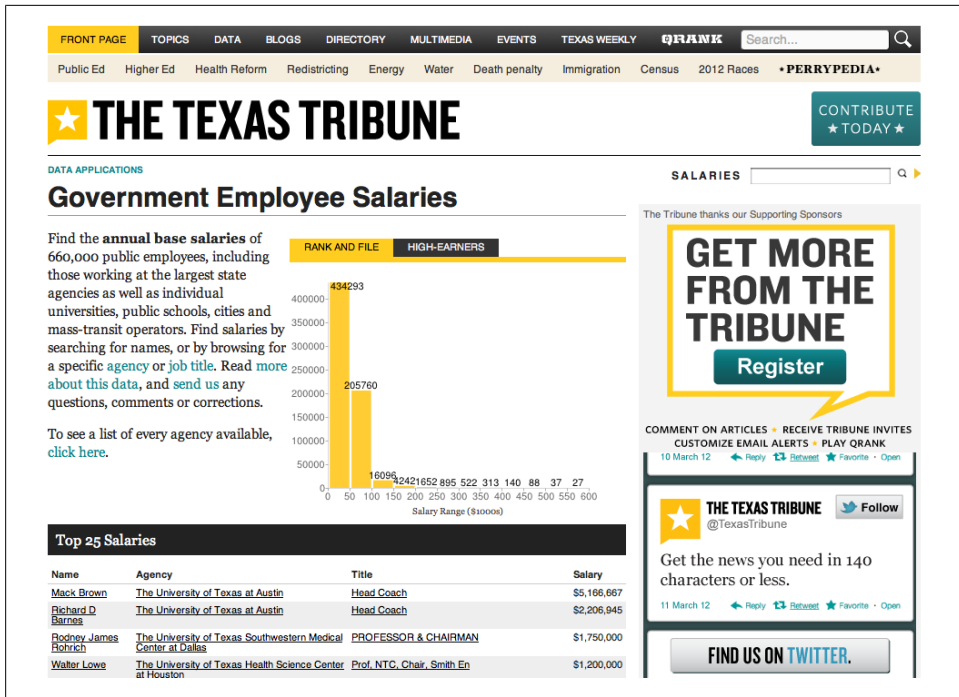 FRONT PAGE TOPICS DATA BLOGS DIRECTORY MULTIMEDIA EVENTS TEXAS WEEKLY QRANK Search...
Public Ed Higher Ed Health Reform Redistricting Energy Water Death penalty Immigration Census 2012 Races ★PERRYPEDIA★
THE TEXAS TRIBUNE
CONTRIBUTE
★ TODAY ★
DATA APPLICATIONS
Government Employee Salaries
SALARIES
Find the annual base salaries of
660,000 public employees, including
those working at the largest state
agencies as well as individual
universities, public schools, cities and
mass-transit operators. Find salaries by
searching for names, or by browsing for
a specific agency or job title. Read more
about this data, and send us any
questions, comments or corrections.
To see a list of every agency available,
click here.
RANK AND FILE HIGH-EARNERS
434293
400000
350000
300000
250000
205760
200000
150000
100000
50000
16096 4242 1652 895 522 313 140 88 37 27
0
0 50 100 150 200 250 300 350 400 450 500 550 600
Salary Range ($1000s)
Top 25 Salaries
Name Agency Title Salary
Mack Brown The University of Texas at Austin Head Coach $5,166,667
Richard D The University of Texas at Austin Head Coach $2,206,945
Barnes
Rodney James The University of Texas Southwestern Medical PROFESSOR & CHAIRMAN $1,750,000
Rohrich Center at Dallas
Walter Lowe The University of Texas Health Science Center Prof, NTC, Chair, Smith En $1,200,000
at Houston
The Tribune thanks our Supporting Sponsors
GET MORE
FROM THE
TRIBUNE
Register
COMMENT ON ARTICLES ★ RECEIVE TRIBUNE INVITES
CUSTOMIZE EMAIL ALERTS ★ PLAY QRANK
10 March 12 Reply Retweet Favorite · Open
THE TEXAS TRIBUNE Follow
@TexasTribune
Get the news you need in 140
characters or less.
11 March 12 Reply Retweet Favorite · Open
FIND US ON TWITTER.